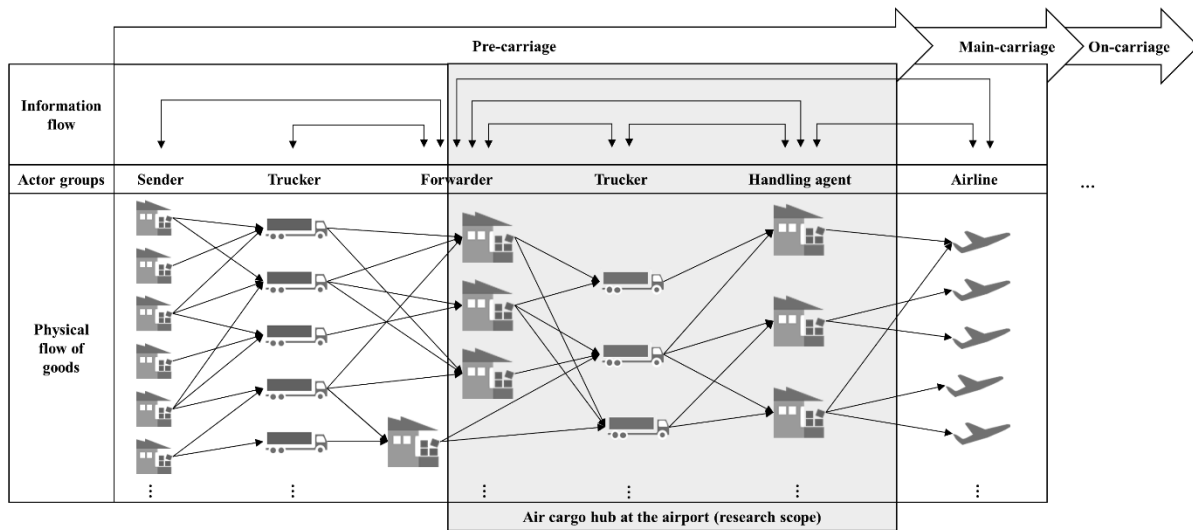 Pre-carriage
Main-carriage
On-carriage
Information
flow
Actor groups
Sender
Trucker
Forwarder
Trucker
Handling agent
Airline
...
Physical
flow of
goods
Air cargo hub at the airport (research scope)